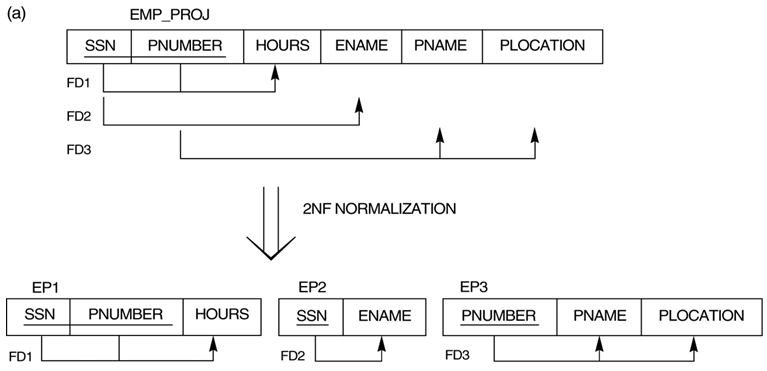 (a)
EMP_PROJ
SSN PNUMBER HOURS ENAME PNAME PLOCATION
FD1
FD2
FD3
2NF NORMALIZATION
EP1 EP2 EP3
SSN PNUMBER HOURS SSN ENAME PNUMBER PNAME PLOCATION
FD1 FD2 FD3